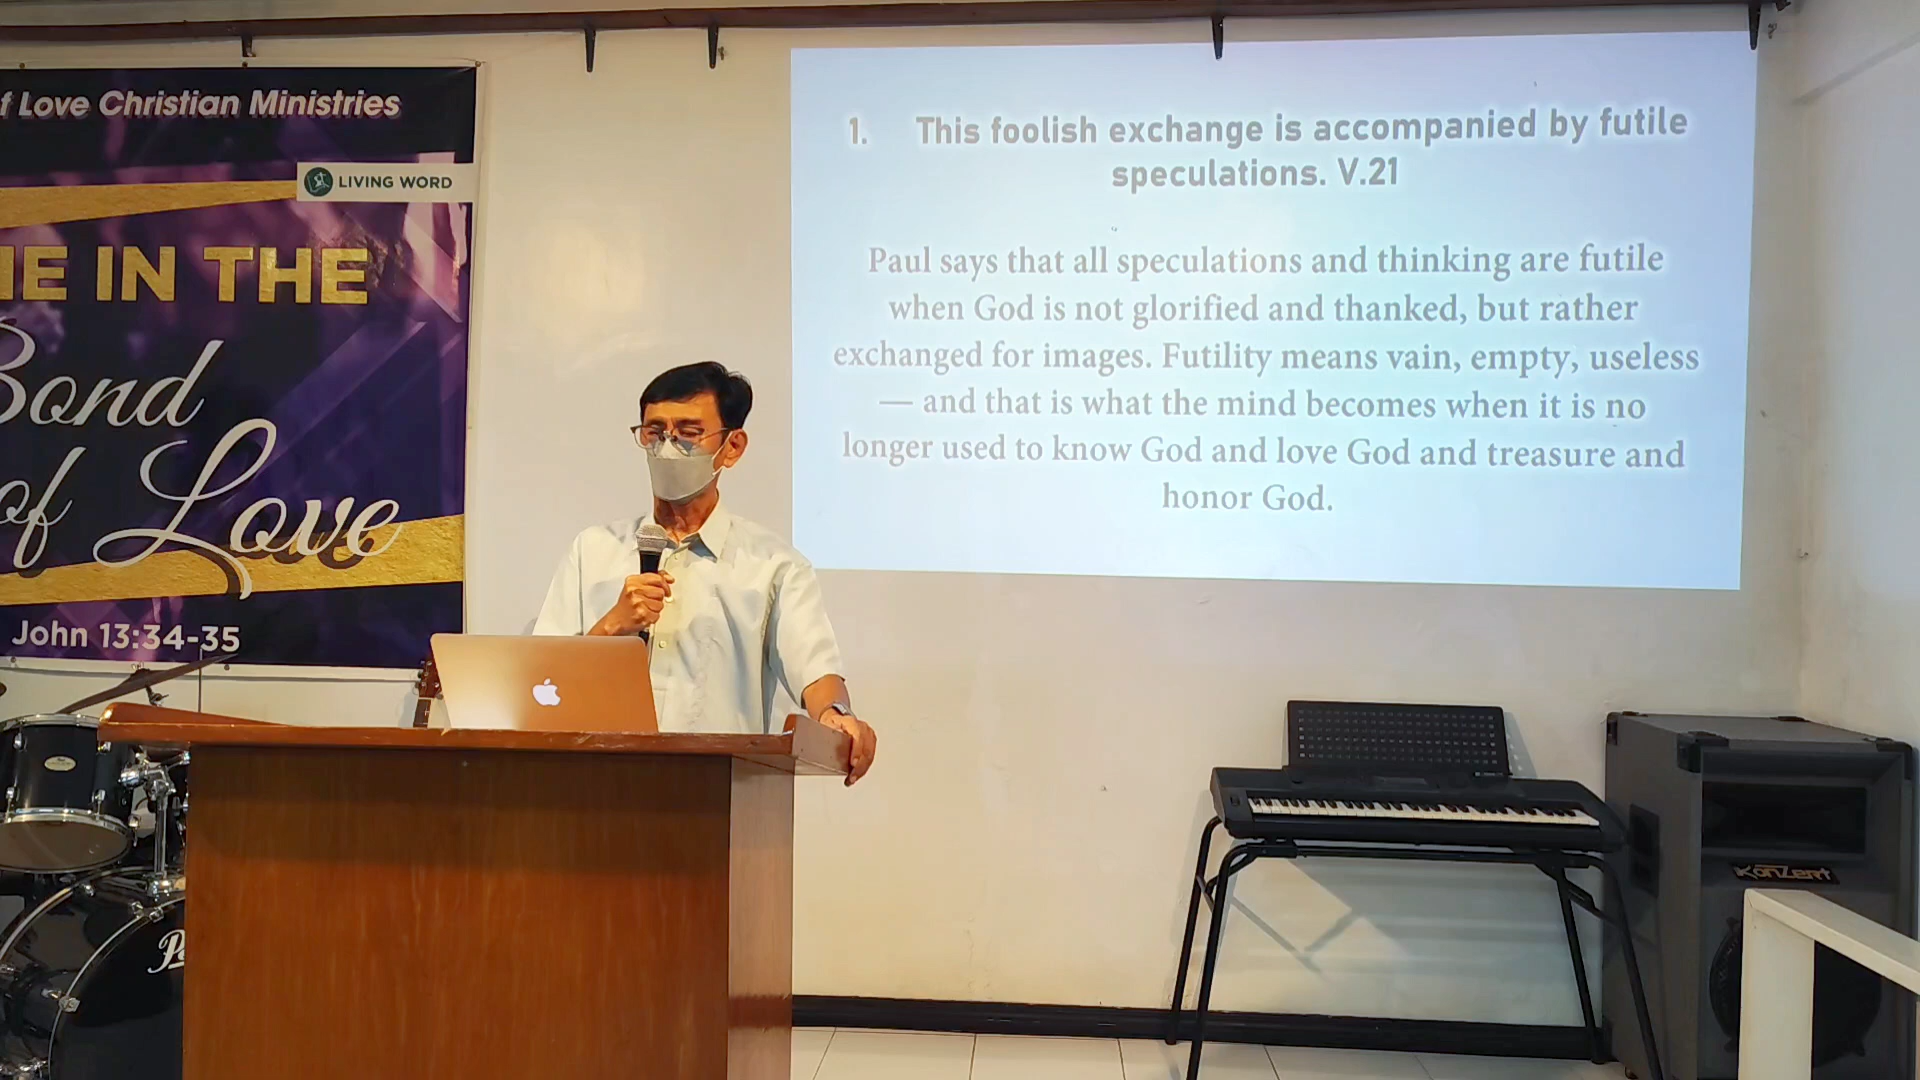 f Love Christian Ministries
LIVING WORD
IN THE
Bond
of Love
John 13:34-35
1. This foolish exchange is accompanied by futile
speculations. V.21
Paul says that all speculations and thinking are futile
when God is not glorified and thanked, but rather
exchanged for images. Futility means vain, empty, useless
— and that is what the mind becomes when it is no
longer used to know God and love God and treasure and
honor God.
KonZert